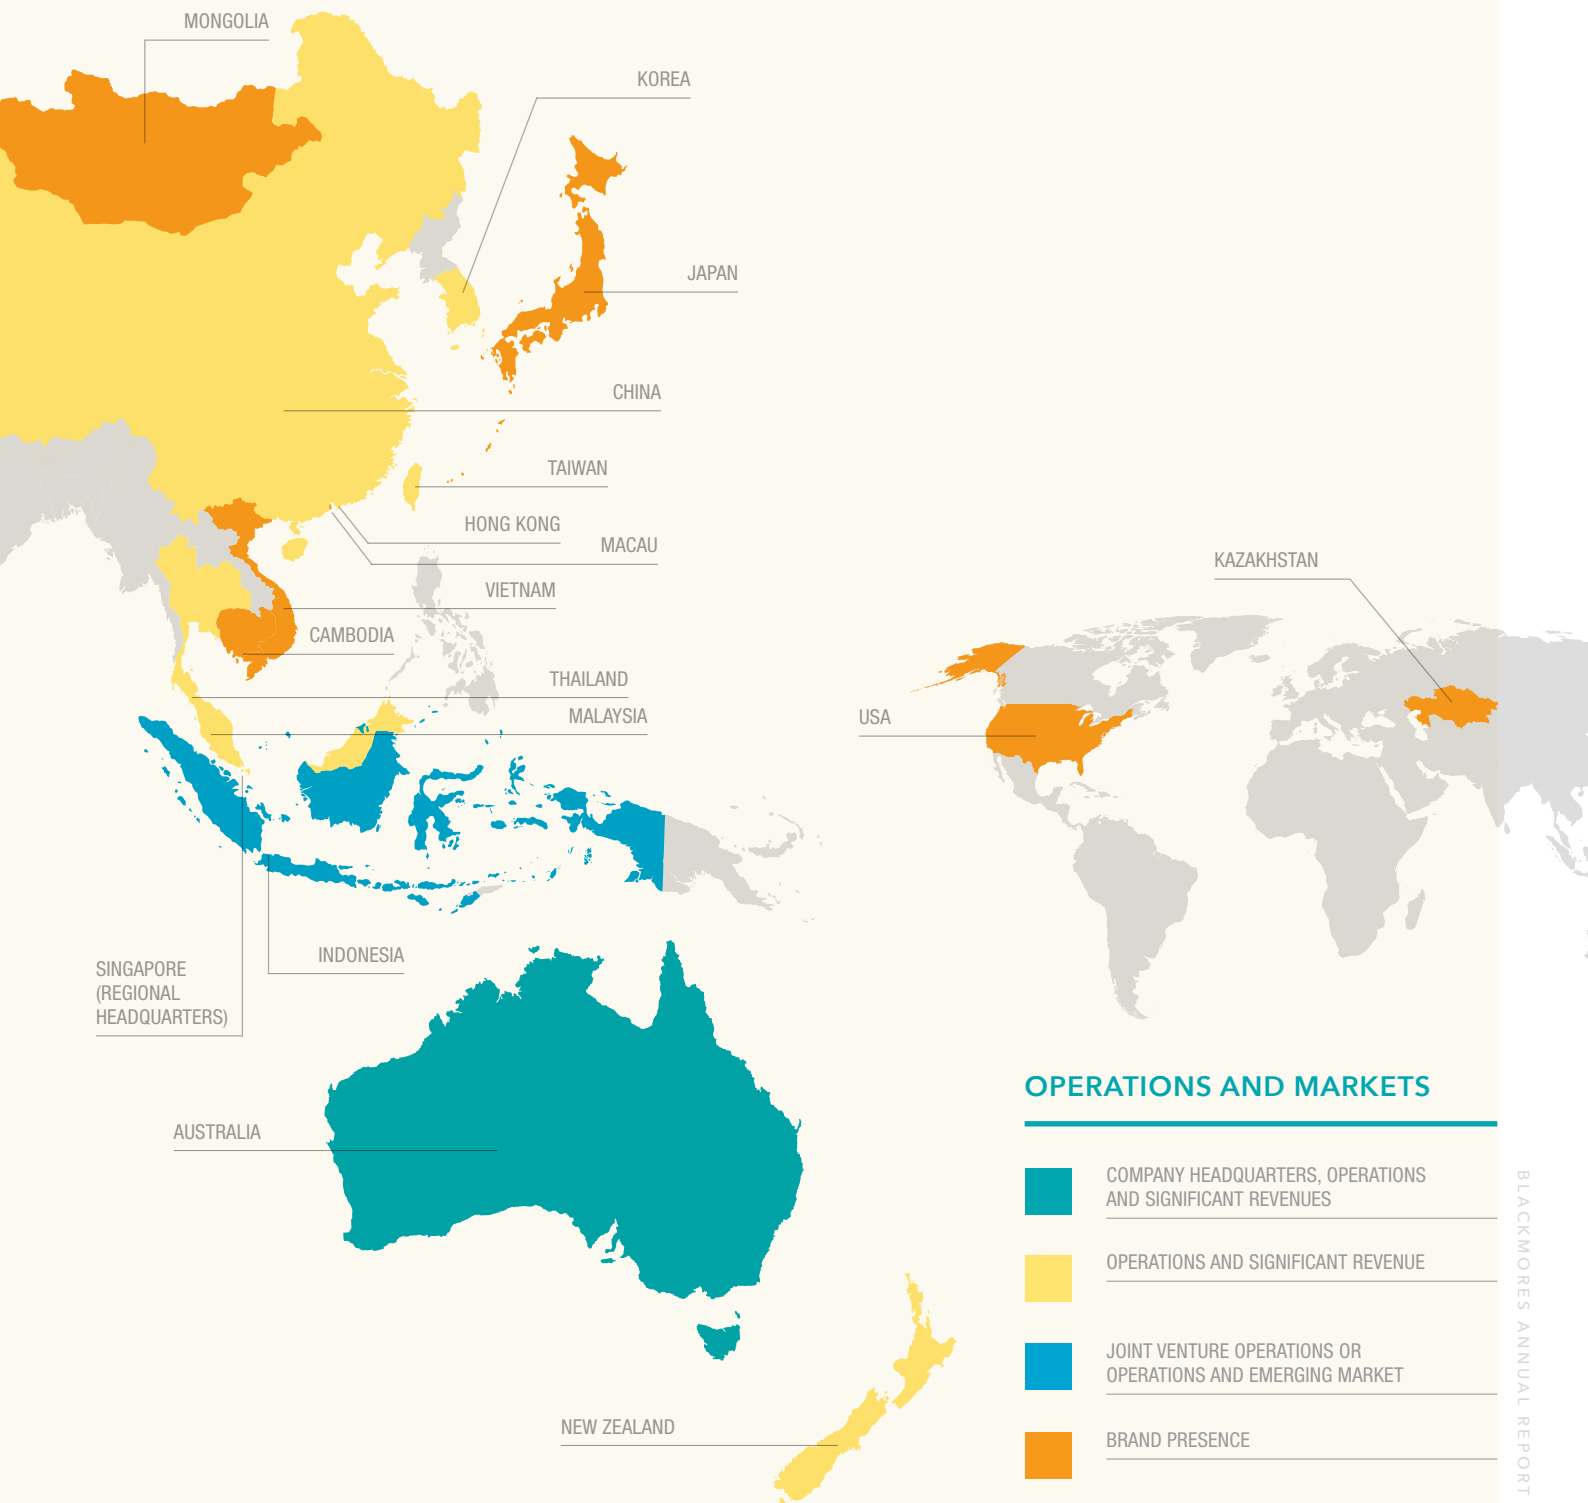 MONGOLIA
KOREA
JAPAN
CHINA
TAIWAN
HONG KONG
MACAU
VIETNAM
CAMBODIA
THAILAND
MALAYSIA
SINGAPORE
(REGIONAL
HEADQUARTERS)
INDONESIA
AUSTRALIA
NEW ZEALAND
KAZAKHSTAN
USA
OPERATIONS AND MARKETS
COMPANY HEADQUARTERS, OPERATIONS
AND SIGNIFICANT REVENUES
OPERATIONS AND SIGNIFICANT REVENUE
JOINT VENTURE OPERATIONS OR
OPERATIONS AND EMERGING MARKET
BRAND PRESENCE
BLACKMORES ANNUAL REPORT